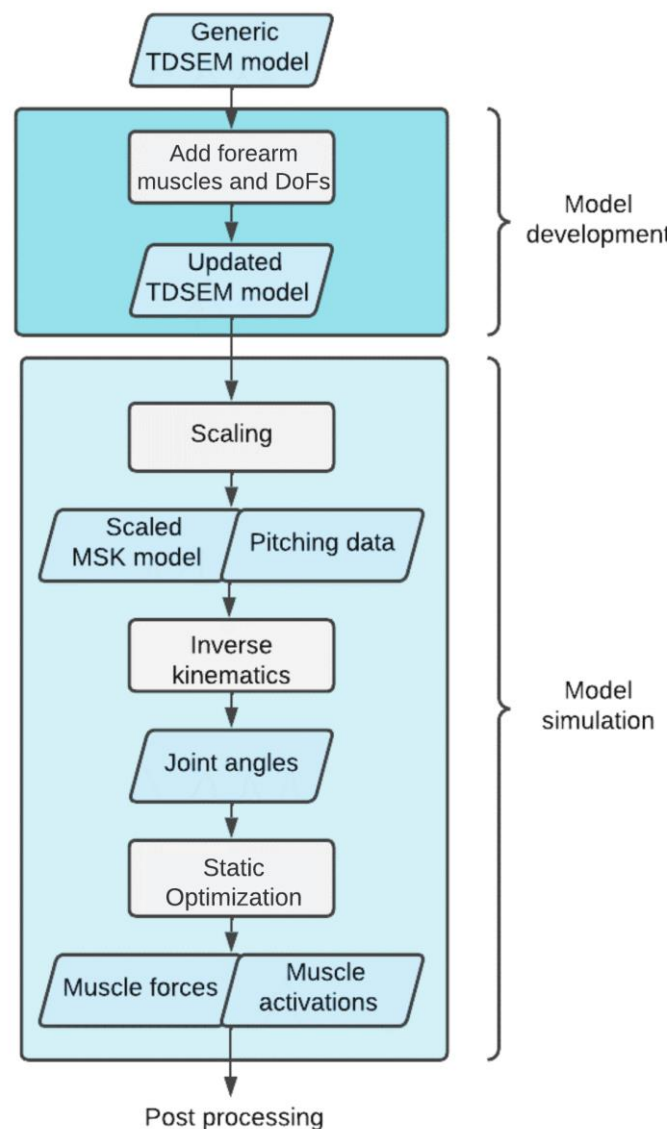 Generic
TDSEM model
Add forearm
muscles and DoFs
Updated
TDSEM model
Model
development
Scaling
Scaled
MSK model
Pitching data
Inverse
kinematics
Joint angles
Static
Optimization
Muscle forces
Muscle
activations
Model
simulation
Post processing